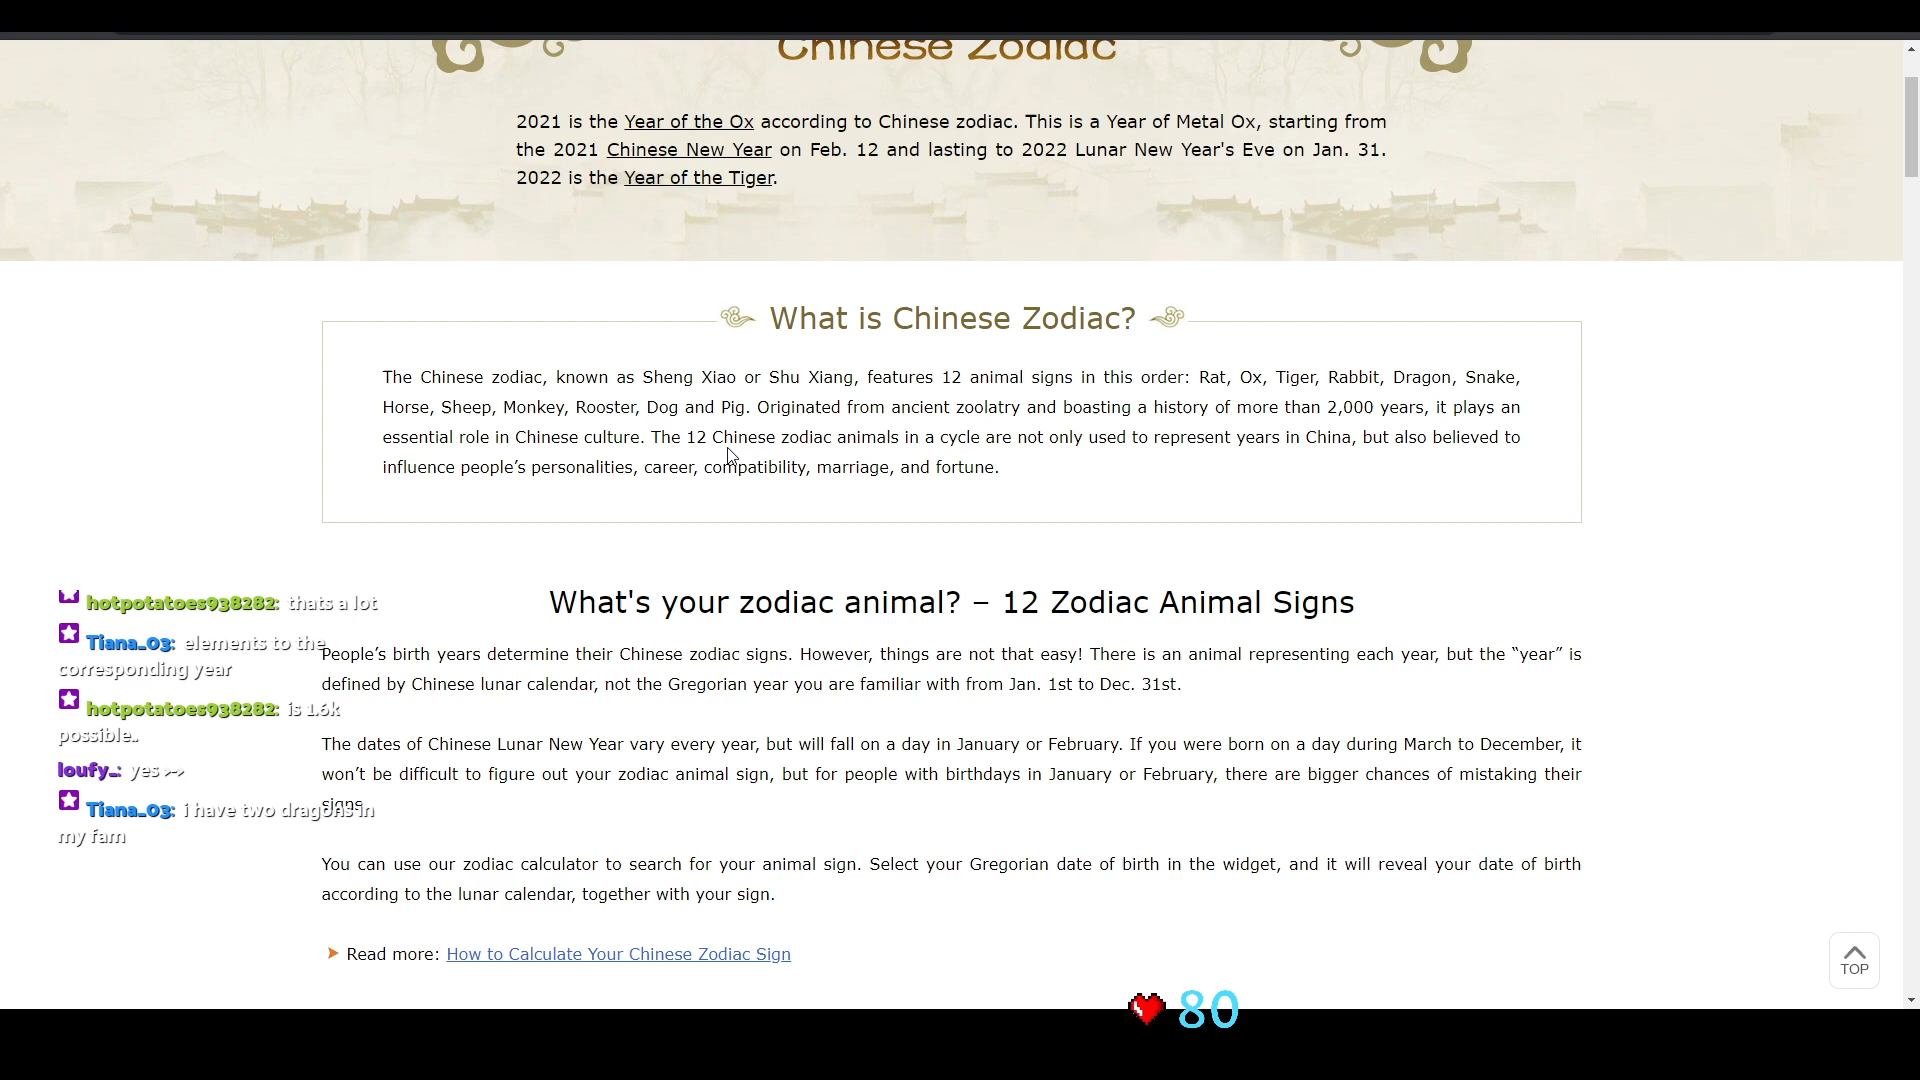 Chinese Zodiac
2021 is the Year of the Ox according to Chinese zodiac. This is a Year of Metal Ox, starting from
the 2021 Chinese New Year on Feb. 12 and lasting to 2022 Lunar New Year's Eve on Jan. 31.
2022 is the Year of the Tiger.
What is Chinese Zodiac?
The Chinese zodiac, known as Sheng Xiao or Shu Xiang, features 12 animal signs in this order: Rat, Ox, Tiger, Rabbit, Dragon, Snake,
Horse, Sheep, Monkey, Rooster, Dog and Pig. Originated from ancient zoolatry and boasting a history of more than 2,000 years, it plays an
essential role in Chinese culture. The 12 Chinese zodiac animals in a cycle are not only used to represent years in China, but also believed to
influence people’s personalities, career, compatibility, marriage, and fortune.
What's your zodiac animal? – 12 Zodiac Animal Signs
People’s birth years determine their Chinese zodiac signs. However, things are not that easy! There is an animal representing each year, but the “year” is
defined by Chinese lunar calendar, not the Gregorian year you are familiar with from Jan. 1st to Dec. 31st.
The dates of Chinese Lunar New Year vary every year, but will fall on a day in January or February. If you were born on a day during March to December, it
won’t be difficult to figure out your zodiac animal sign, but for people with birthdays in January or February, there are bigger chances of mistaking their
signs.
You can use our zodiac calculator to search for your animal sign. Select your Gregorian date of birth in the widget, and it will reveal your date of birth
according to the lunar calendar, together with your sign.
Read more: How to Calculate Your Chinese Zodiac Sign
hotpotatoes938282: thats a lot
Tiana_03: elements to the
corresponding year
hotpotatoes938282: is 1.6k
possible..
loufy_: yes >->
Tiana_03: i have two dragons in
my fam
TOP
80